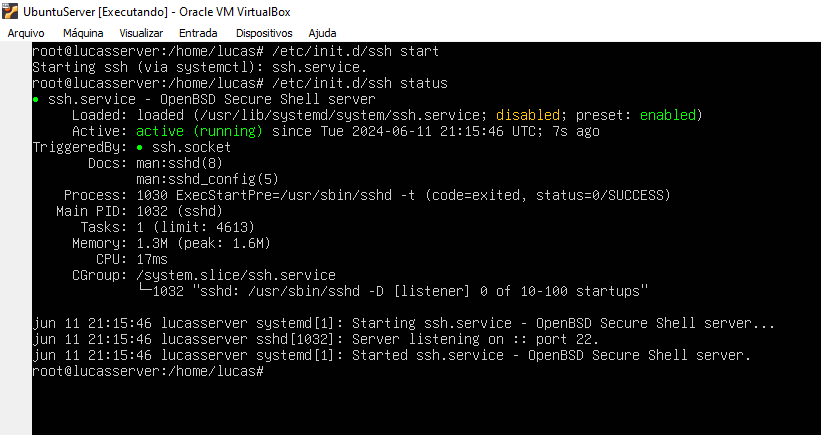 UbuntuServer [Executando] - Oracle VM VirtualBox
Arquivo Máquina Visualizar Entrada Dispositivos Ajuda
root@lucasserver:/home/lucas# /etc/init.d/ssh start
Starting ssh (via systemctl): ssh.service.
root@lucasserver:/home/lucas# /etc/init.d/ssh status
● ssh.service - OpenBSD Secure Shell server
Loaded: loaded (/usr/lib/systemd/system/ssh.service; disabled; preset: enabled)
Active: active (running) since Tue 2024-06-11 21:15:46 UTC; 7s ago
TriggeredBy: ● ssh.socket
Docs: man:sshd(8)
man:sshd_config(5)
Process: 1030 ExecStartPre=/usr/sbin/sshd -t (code=exited, status=0/SUCCESS)
Main PID: 1032 (sshd)
Tasks: 1 (limit: 4613)
Memory: 1.3M (peak: 1.6M)
CPU: 17ms
CGroup: /system.slice/ssh.service
└─1032 "sshd: /usr/sbin/sshd -D [listener] 0 of 10-100 startups"
jun 11 21:15:46 lucasserver systemd[1]: Starting ssh.service - OpenBSD Secure Shell server...
jun 11 21:15:46 lucasserver sshd[1032]: Server listening on :: port 22.
jun 11 21:15:46 lucasserver systemd[1]: Started ssh.service - OpenBSD Secure Shell server.
root@lucasserver:/home/lucas#